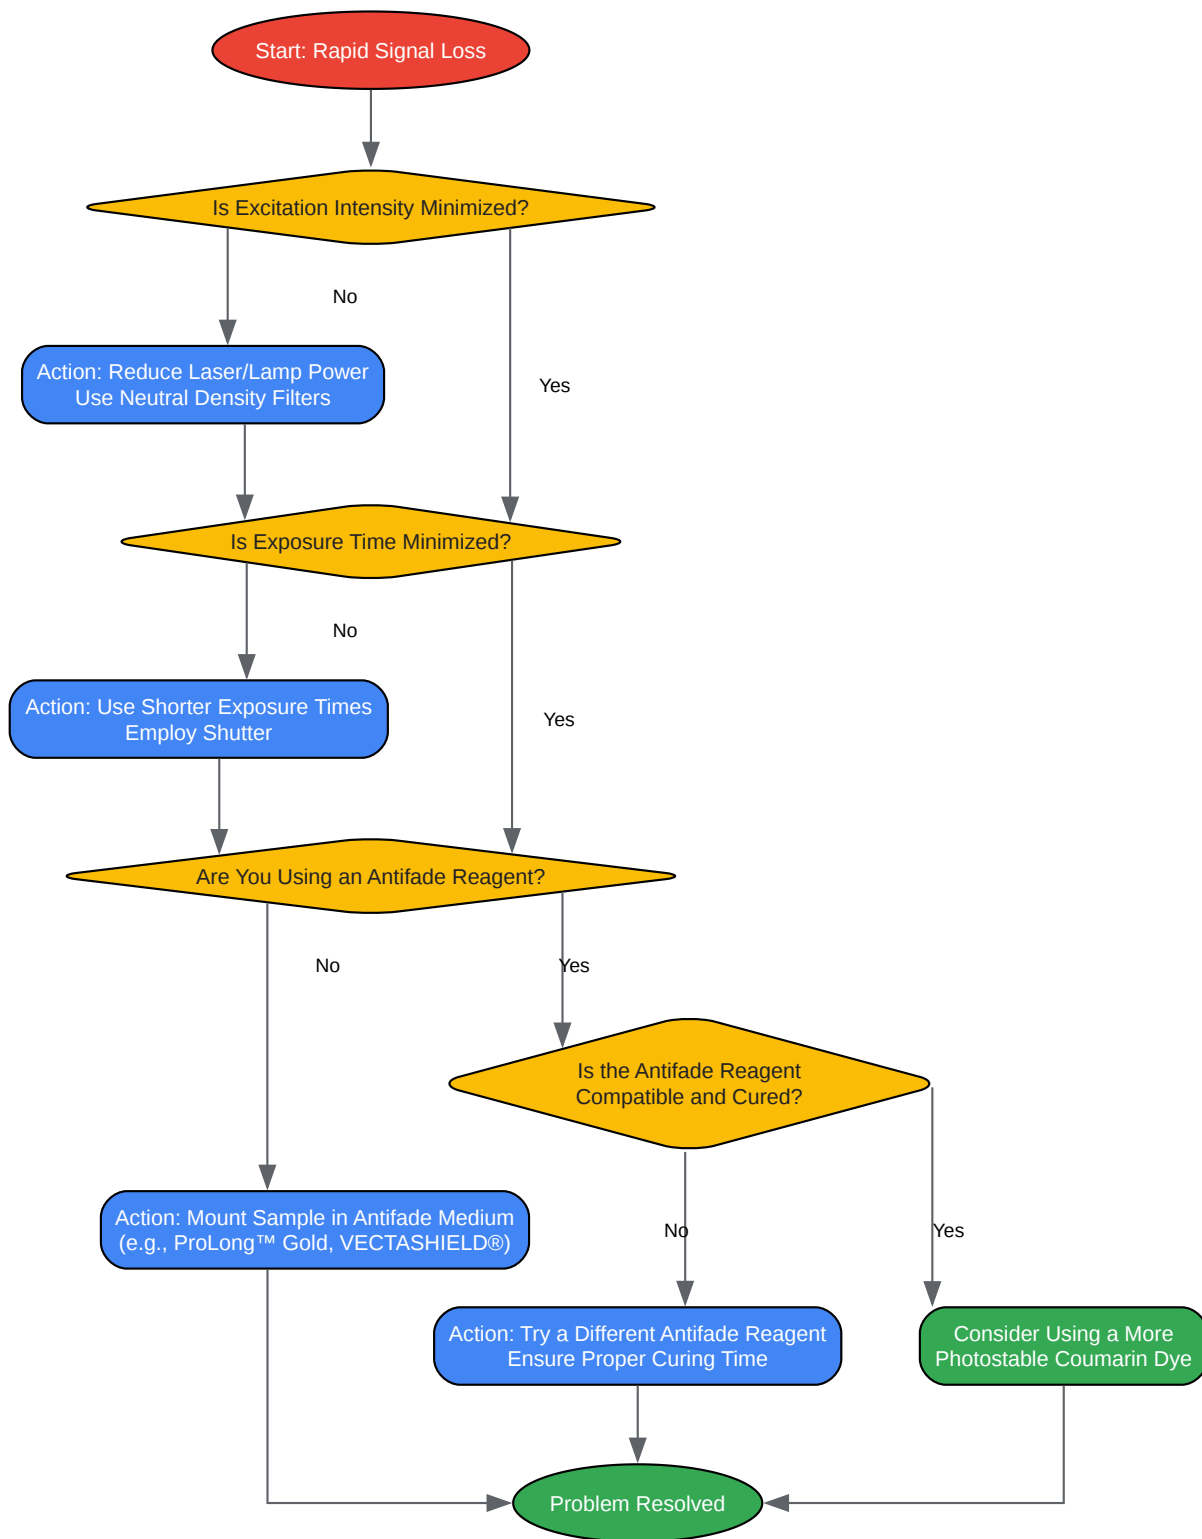 Start: Rapid Signal Loss
Is Excitation Intensity Minimized?
No
Action: Reduce Laser/Lamp Power
Use Neutral Density Filters
Yes
Is Exposure Time Minimized?
No
Action: Use Shorter Exposure Times
Employ Shutter
Yes
Are You Using an Antifade Reagent?
No
Yes
Is the Antifade Reagent
Compatible and Cured?
Action: Mount Sample in Antifade Medium
(e.g., ProLong™ Gold, VECTASHIELD®)
No
Yes
Action: Try a Different Antifade Reagent
Ensure Proper Curing Time
Consider Using a More
Photostable Coumarin Dye
Problem Resolved